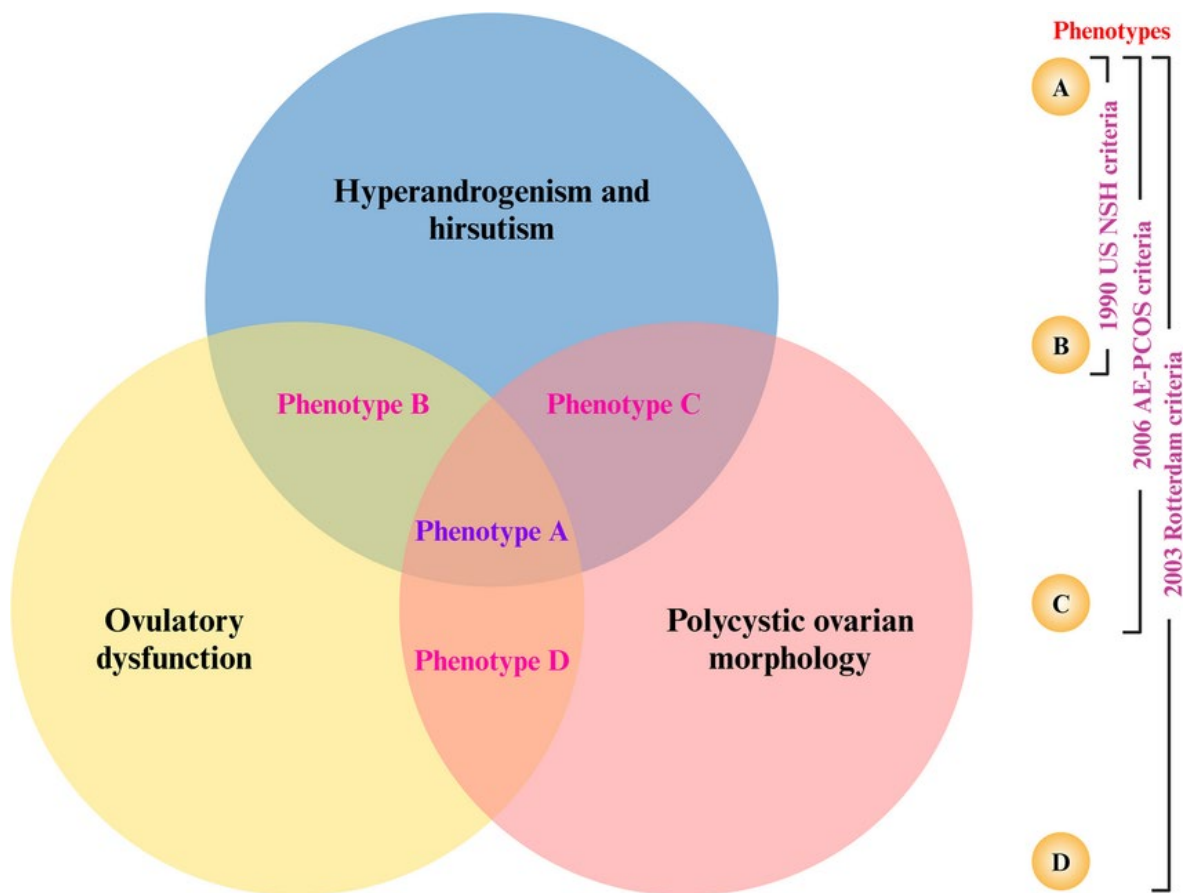 Hyperandrogenism and
hirsutism
Phenotype B
Phenotype C
Phenotype A
Ovulatory
dysfunction
Phenotype D
Polycystic ovarian
morphology
Phenotypes
A
B
C
D
1990 US NSH criteria
2006 AE-PCOS criteria
2003 Rotterdam criteria